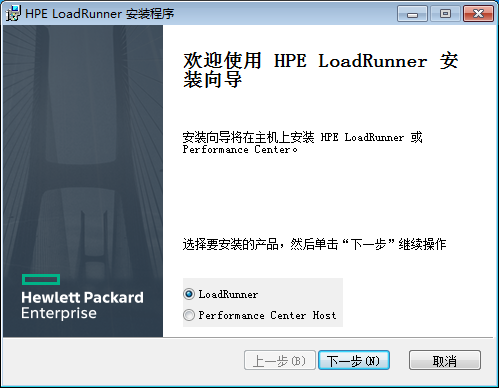 HPE LoadRunner 安装程序
欢迎使用 HPE LoadRunner 安
装向导
安装向导将在主机上安装 HPE LoadRunner 或
Performance Center。
选择要安装的产品，然后单击“下一步”继续操作
LoadRunner
Performance Center Host
Hewlett Packard
Enterprise
上一步(B)
下一步(N)
取消